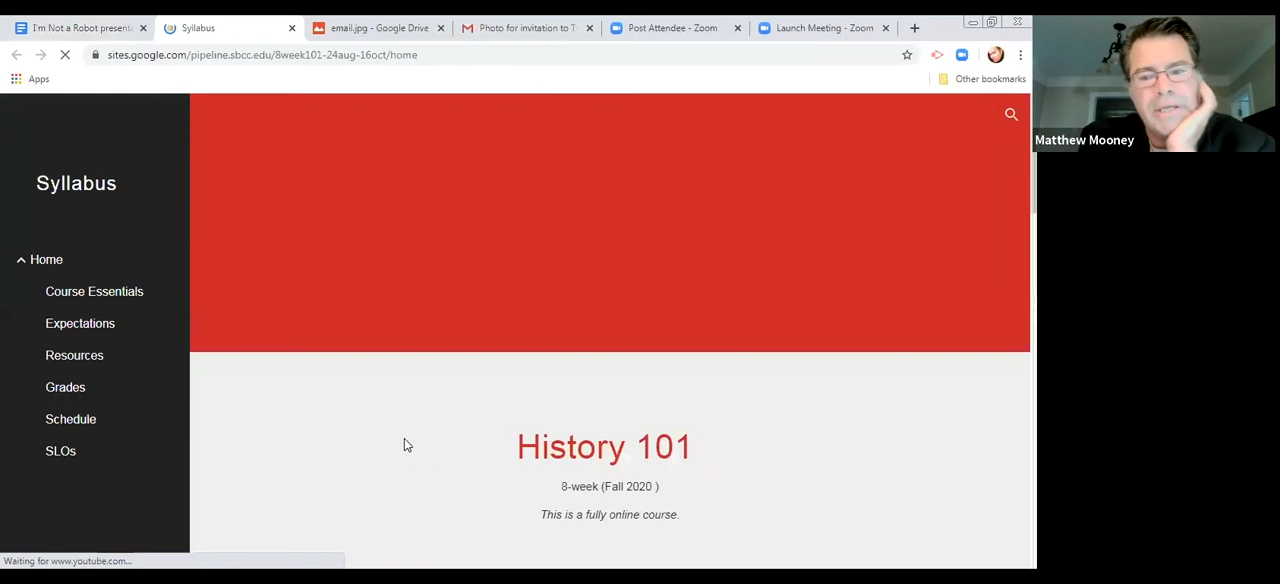 I'm Not a Robot present
Syllabus
email.jpg - Google Drive
Photo for invitation to T
Post Attendee - Zoom
Launch Meeting - Zoom
sites.google.com/pipeline.sbcc.edu/8week101-24aug-16oct/home
Apps
Other bookmarks
Matthew Mooney
Syllabus
Home
Course Essentials
Expectations
Resources
Grades
Schedule
SLOs
History 101
8-week (Fall 2020 )
This is a fully online course.
Waiting for www.youtube.com...